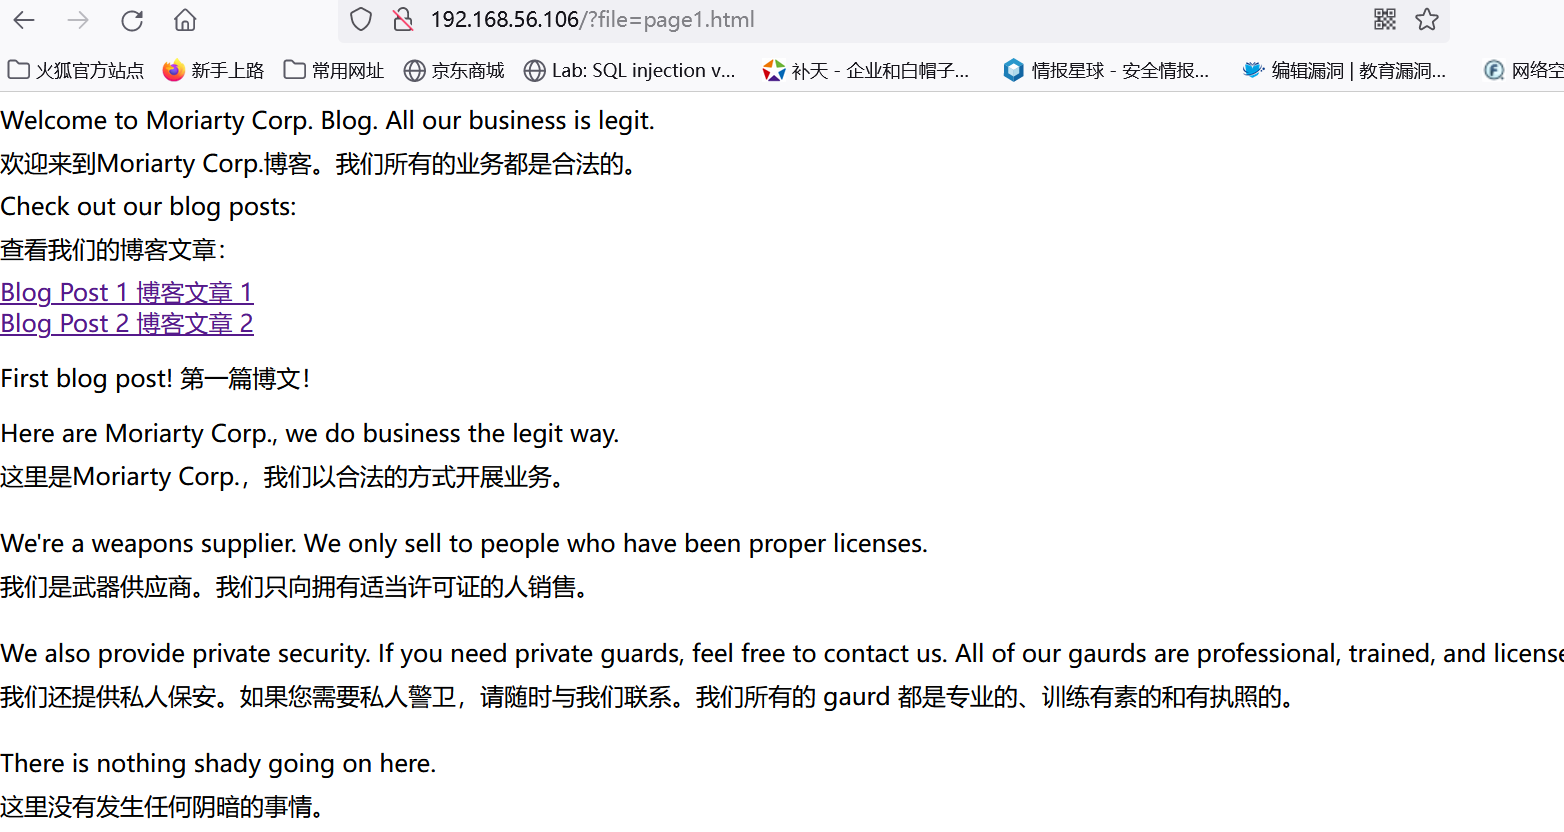 192.168.56.106/?file=page1.html
火狐官方站点 新手上路 常用网址 京东商城 Lab: SQL injection v... 补天 - 企业和白帽子... 情报星球 - 安全情报... 编辑漏洞 | 教育漏洞... 网络空
Welcome to Moriarty Corp. Blog. All our business is legit.
欢迎来到Moriarty Corp.博客。我们所有的业务都是合法的。
Check out our blog posts:
查看我们的博客文章：
Blog Post 1 博客文章 1
Blog Post 2 博客文章 2
First blog post! 第一篇博文！
Here are Moriarty Corp., we do business the legit way.
这里是Moriarty Corp.，我们以合法的方式开展业务。
We're a weapons supplier. We only sell to people who have been proper licenses.
我们是武器供应商。我们只向拥有适当许可证的人销售。
We also provide private security. If you need private guards, feel free to contact us. All of our gaurds are professional, trained, and license
我们还提供私人保安。如果您需要私人警卫，请随时与我们联系。我们所有的 gaurd 都是专业的、训练有素的和有执照的。
There is nothing shady going on here.
这里没有发生任何阴暗的事情。